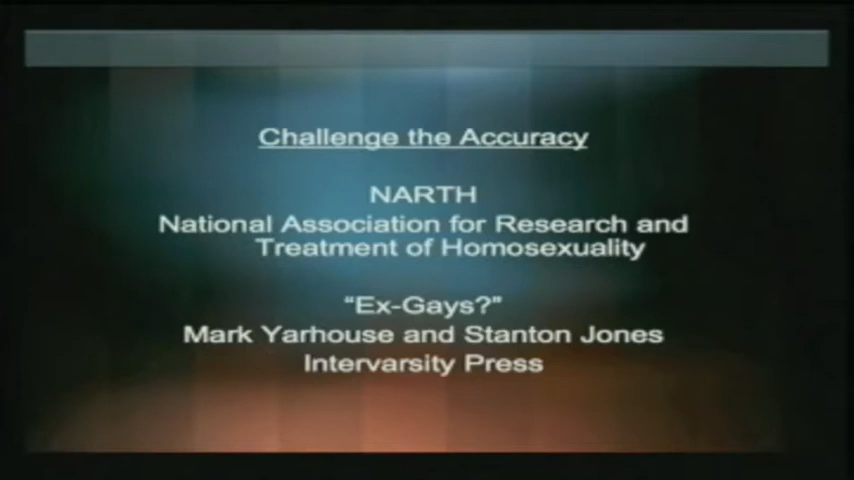 Challenge the Accuracy
NARTH
National Association for Research and
Treatment of Homosexuality
“Ex-Gays?”
Mark Yarhouse and Stanton Jones
Intervarsity Press